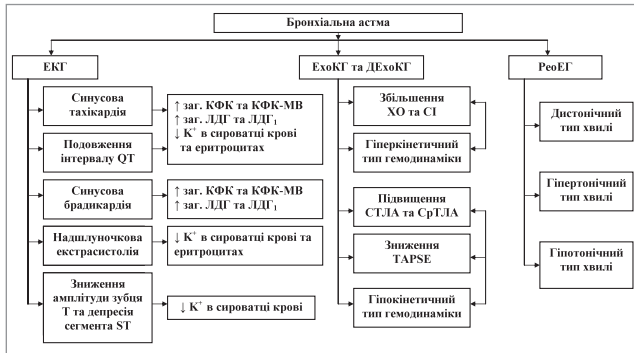 Бронхіальна астма
ЕКГ
ЕхоКГ та ДЕхоКГ
РеоЕГ
Синусова
тахікардія
↑ заг. КФК та КФК-МВ
↑ заг. ЛДГ та ЛДГ₁
↓ K⁺ в сироватці крові
та еритроцитах
Подовження
інтервалу QT
Синусова
брадикардія
↑ заг. КФК та КФК-МВ
↑ заг. ЛДГ та ЛДГ₁
Надшлуночкова
екстрасистолія
↓ K⁺ в сироватці крові та
еритроцитах
Зниження
амплітуди зубця
Т та депресія
сегмента ST
↓ K⁺ в сироватці крові
Збільшення
ХО та СІ
Гіперкінетичний
тип гемодинаміки
Підвищення
СТЛА та СрТЛА
Зниження
TAPSE
Гіпокінетичний
тип гемодинаміки
Дистонічний
тип хвилі
Гіпертонічний
тип хвилі
Гіпотонічний
тип хвилі